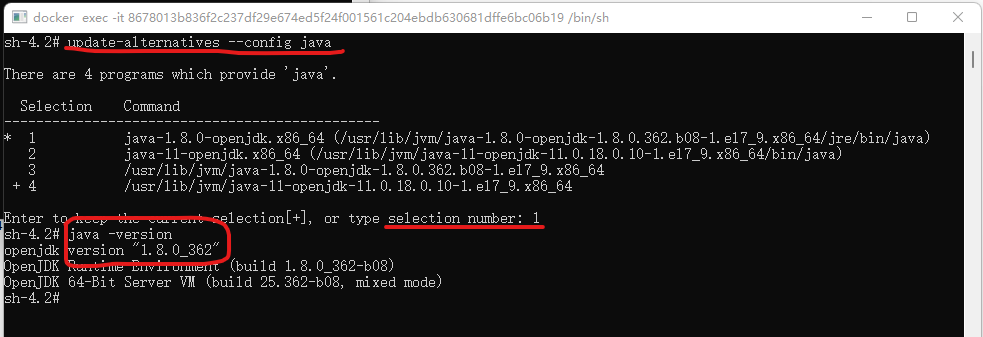 docker exec -it 8678013b836f2c237df29e674ed5f24f001561c204ebdb630681dffe6bc06b19 /bin/sh
sh-4.2# update-alternatives --config java
There are 4 programs which provide 'java'.
Selection    Command
-----------------------------------------------
*  1           java-1.8.0-openjdk.x86_64 (/usr/lib/jvm/java-1.8.0-openjdk-1.8.0.362.b08-1.el7_9.x86_64/jre/bin/java)
2           java-11-openjdk.x86_64 (/usr/lib/jvm/java-11-openjdk-11.0.18.0.10-1.el7_9.x86_64/bin/java)
3           /usr/lib/jvm/java-1.8.0-openjdk-1.8.0.362.b08-1.el7_9.x86_64
+ 4           /usr/lib/jvm/java-11-openjdk-11.0.18.0.10-1.el7_9.x86_64
Enter to keep the current selection[+], or type selection number: 1
sh-4.2# java -version
openjdk version "1.8.0_362"
OpenJDK Runtime Environment (build 1.8.0_362-b08)
OpenJDK 64-Bit Server VM (build 25.362-b08, mixed mode)
sh-4.2#